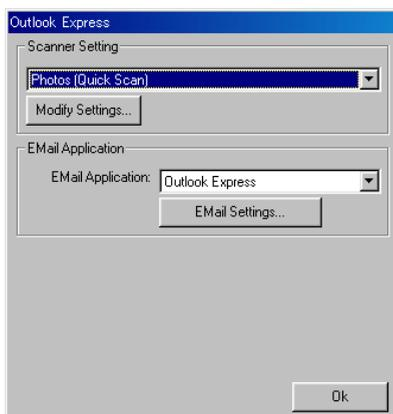 Outlook Express
Scanner Setting
Photos (Quick Scan)
Modify Settings...
EMail Application
EMail Application: Outlook Express
EMail Settings...
Ok